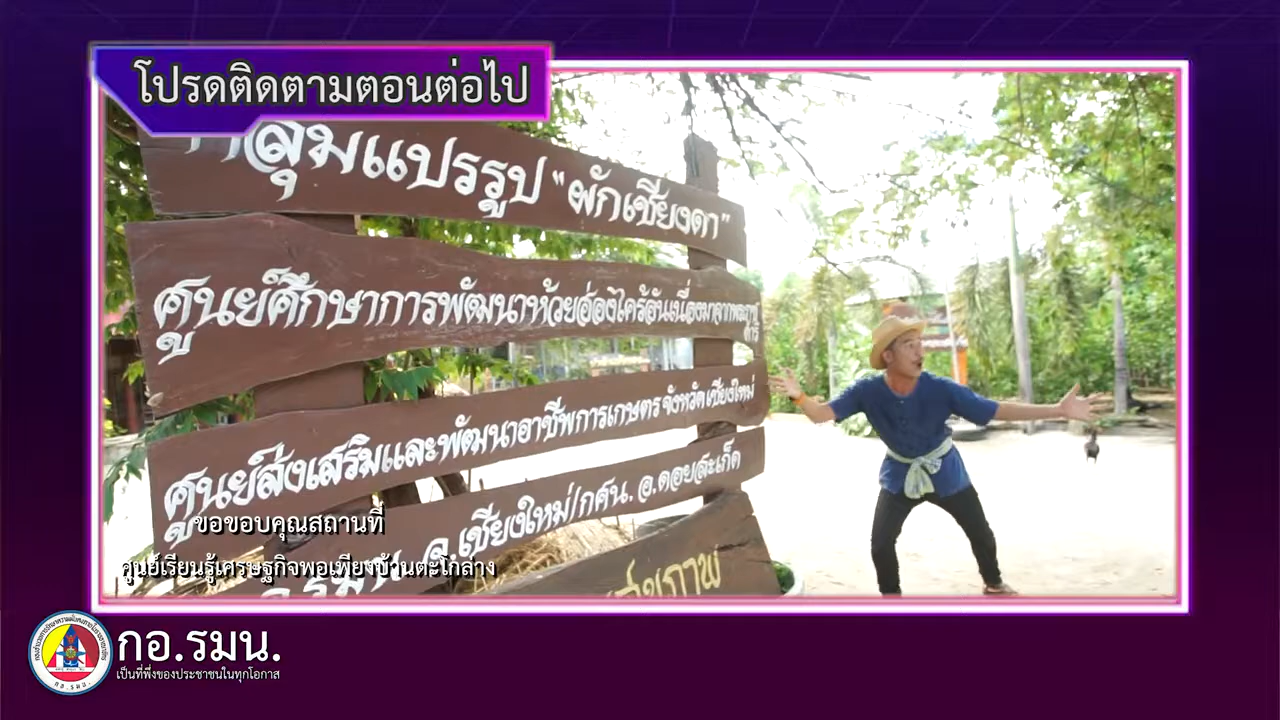 โปรดติดตามตอนต่อไป
กลุ่มแปรรูป "ผักเชียงดา"
ศูนย์ศึกษาการพัฒนาห้วยฮ่องไคร้อันเนื่องมาจากพระราช
ดำริ
ศูนย์ส่งเสริมและพัฒนาอาชีพการเกษตร จังหวัดเชียงใหม่
จ.เชียงใหม่/กศน. อ.ดอยสะเก็ด
ขอขอบคุณสถานที่
ศูนย์เรียนรู้เศรษฐกิจพอเพียงบ้านตะโกล่าง
กอ.รมน.
เป็นที่พึ่งของประชาชนในทุกโอกาส
กอ.รมน.